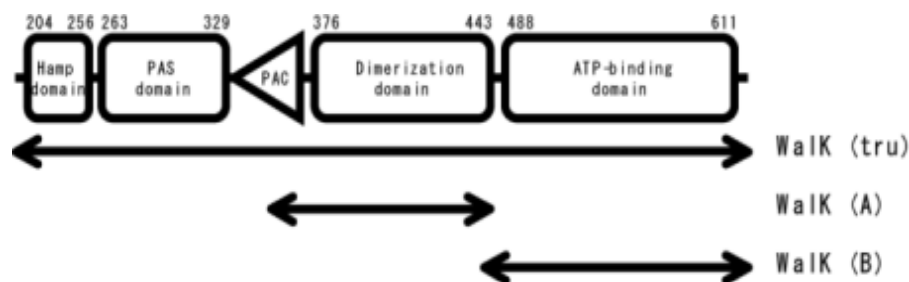 204 256 263 329 376 443 488 611
Hamp PAS PAC Dimerization ATP-binding
domain domain domain domain
WalK (tru)
WalK (A)
WalK (B)